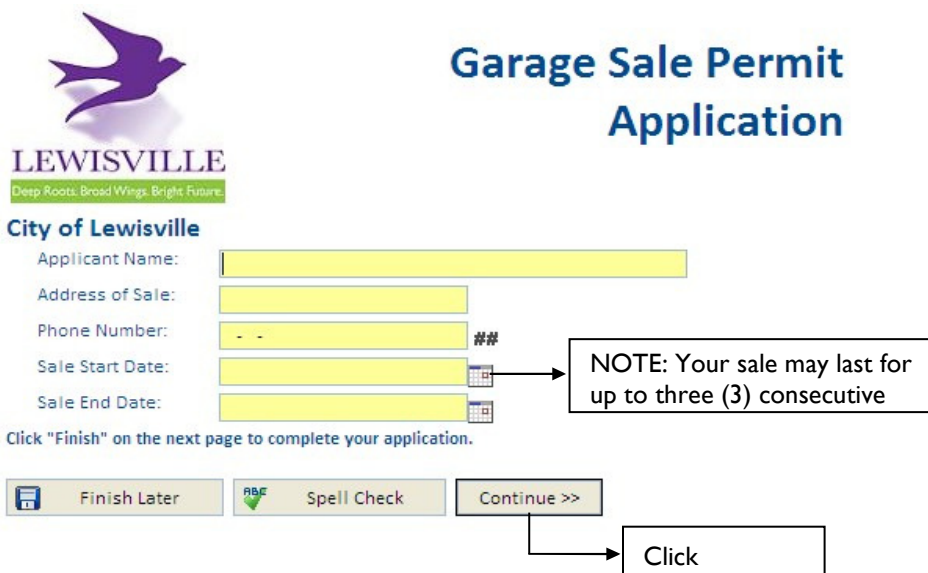 Garage Sale Permit
Application
LEWISVILLE
Deep Roots. Broad Wings. Bright Future.
City of Lewisville
Applicant Name:
Address of Sale:
Phone Number:
- -
##
Sale Start Date:
NOTE: Your sale may last for
up to three (3) consecutive
Sale End Date:
Click "Finish" on the next page to complete your application.
Finish Later
ABC
Spell Check
Continue >>
Click